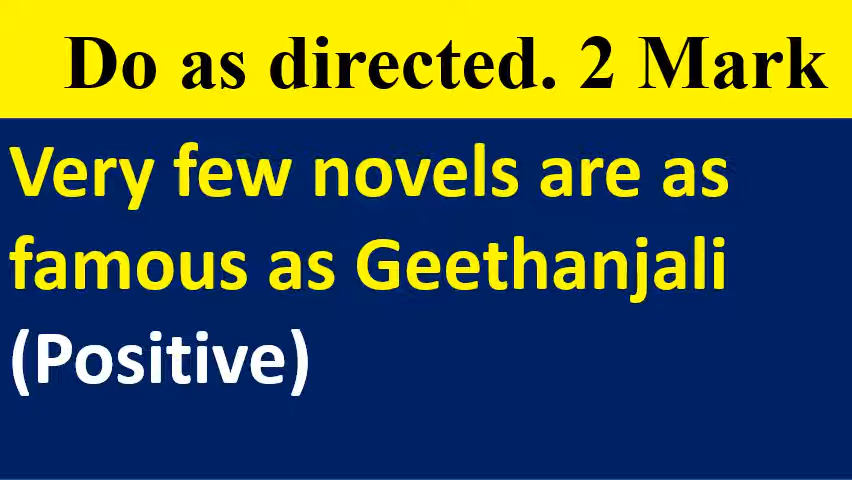 Do as directed. 2 Mark
Very few novels are as
famous as Geethanjali
(Positive)